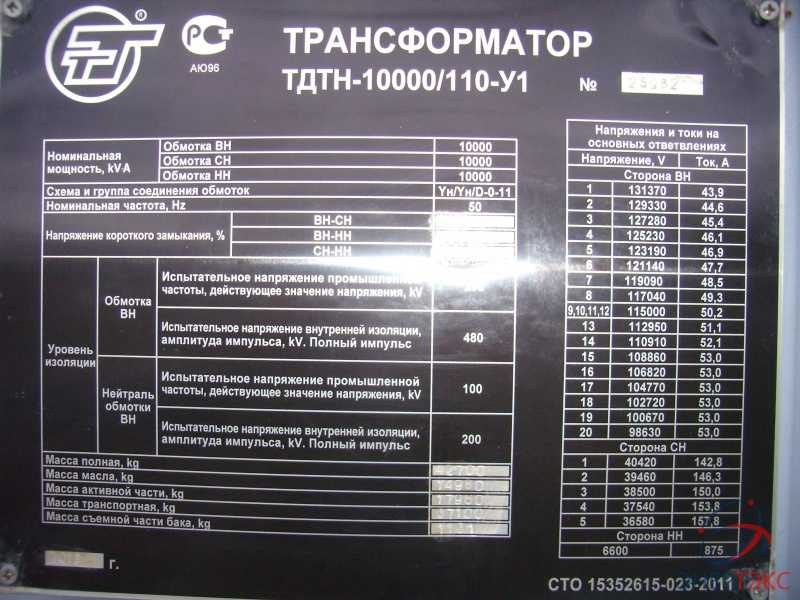 ®
РСТ
АЮ96
ТРАНСФОРМАТОР
ТДТН-10000/110-У1 №
Номинальная мощность, kV·A
Обмотка ВН 10000
Обмотка СН 10000
Обмотка НН 10000
Схема и группа соединения обмоток Yн/Yн/D-0-11
Номинальная частота, Hz 50
Напряжение короткого замыкания, %
ВН-СН
ВН-НН
СН-НН
Уровень изоляции
Обмотка ВН
Испытательное напряжение промышленной
частоты, действующее значение напряжения, kV
Испытательное напряжение внутренней изоляции,
амплитуда импульса, kV. Полный импульс 480
Нейтраль обмотки ВН
Испытательное напряжение промышленной
частоты, действующее значение напряжения, kV 100
Испытательное напряжение внутренней изоляции,
амплитуда импульса, kV. Полный импульс 200
Масса полная, kg 42700
Масса масла, kg 14980
Масса активной части, kg 17980
Масса транспортная, kg 37100
Масса съемной части бака, kg
г.
Напряжения и токи на
основных ответвлениях
Напряжение, V Ток, А
Сторона ВН
1 131370 43,9
2 129330 44,6
3 127280 45,4
4 125230 46,1
5 123190 46,9
6 121140 47,7
7 119090 48,5
8 117040 49,3
9,10,11,12 115000 50,2
13 112950 51,1
14 110910 52,1
15 108860 53,0
16 106820 53,0
17 104770 53,0
18 102720 53,0
19 100670 53,0
20 98630 53,0
Сторона СН
1 40420 142,8
2 39460 146,3
3 38500 150,0
4 37540 153,8
5 36580 157,8
Сторона НН
6600 875
СТО 15352615-023-2011